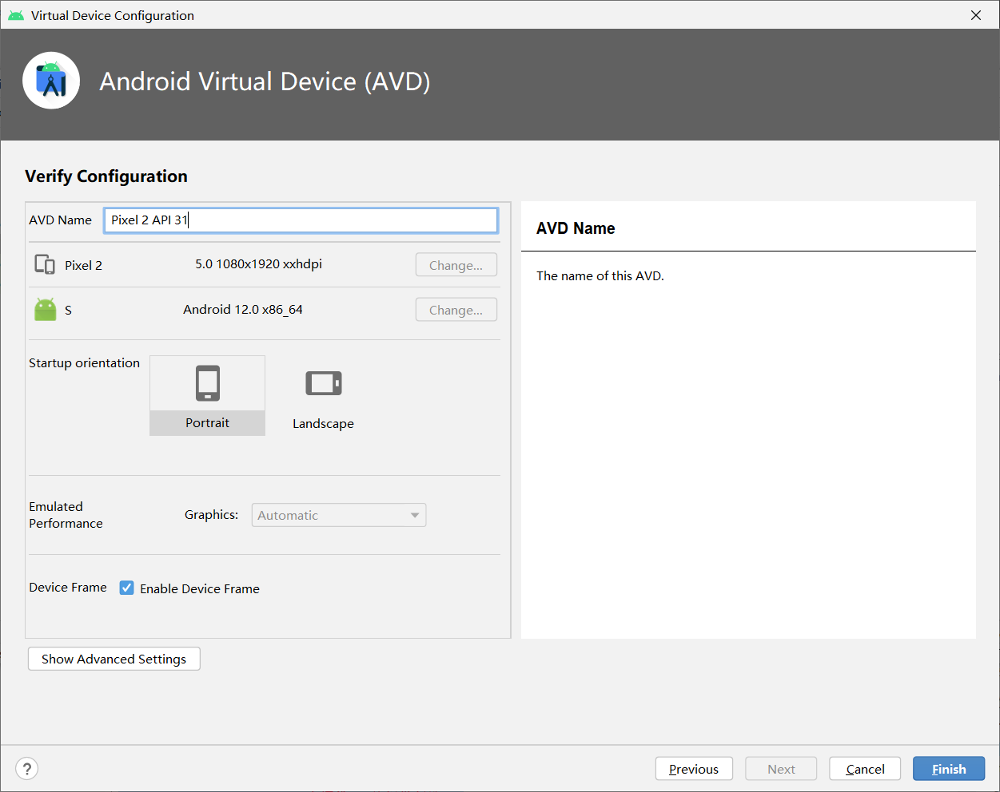 Virtual Device Configuration
Android Virtual Device (AVD)
Verify Configuration
AVD Name Pixel 2 API 31
Pixel 2 5.0 1080x1920 xxhdpi Change...
S Android 12.0 x86_64 Change...
Startup orientation
Portrait Landscape
Emulated
Performance
Graphics: Automatic
Device Frame Enable Device Frame
Show Advanced Settings
AVD Name
The name of this AVD.
? Previous Next Cancel Finish